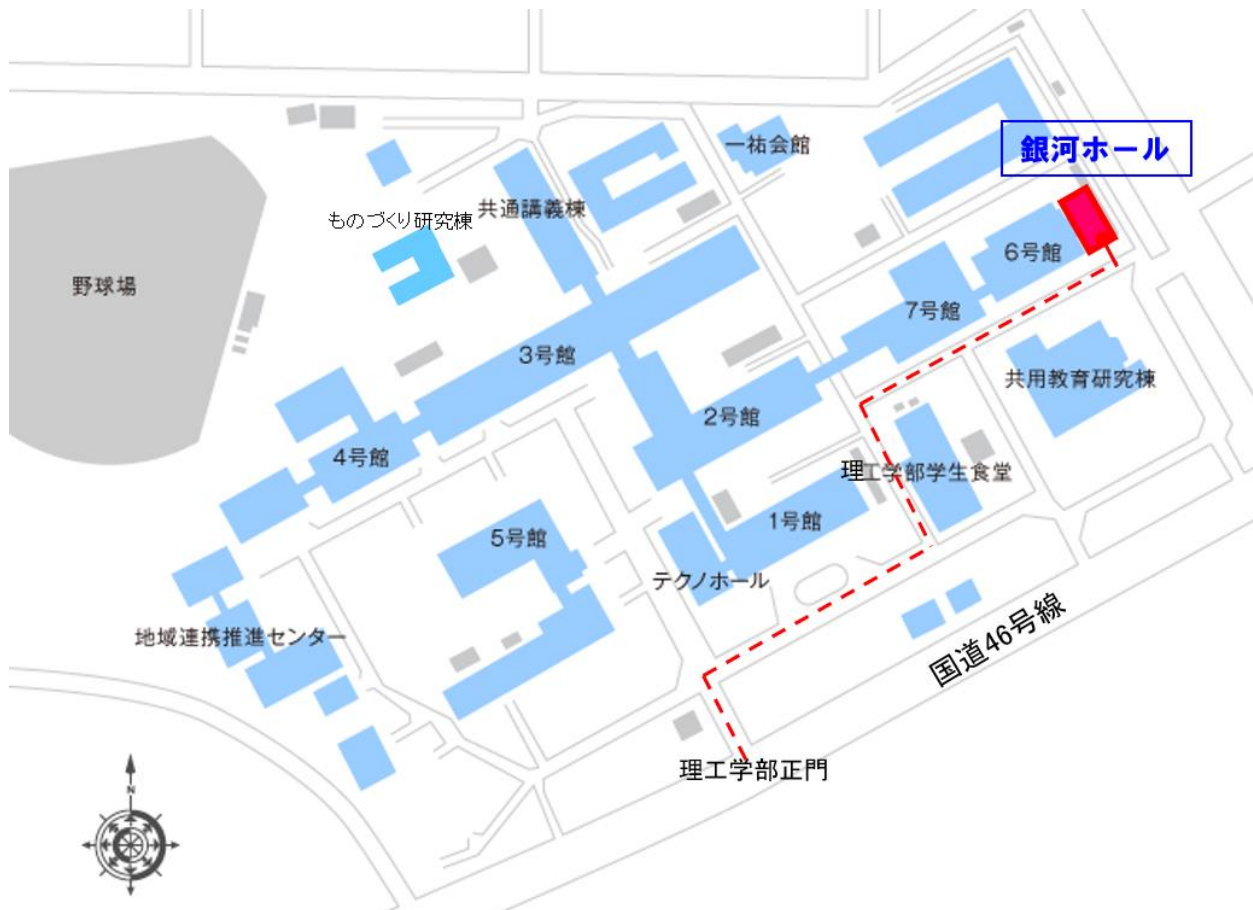 一祐会館
銀河ホール
ものづくり研究棟
共通講義棟
野球場
6号館
7号館
3号館
共用教育研究棟
2号館
4号館
理工学部学生食堂
1号館
5号館
テクノホール
地域連携推進センター
国道46号線
理工学部正門
N